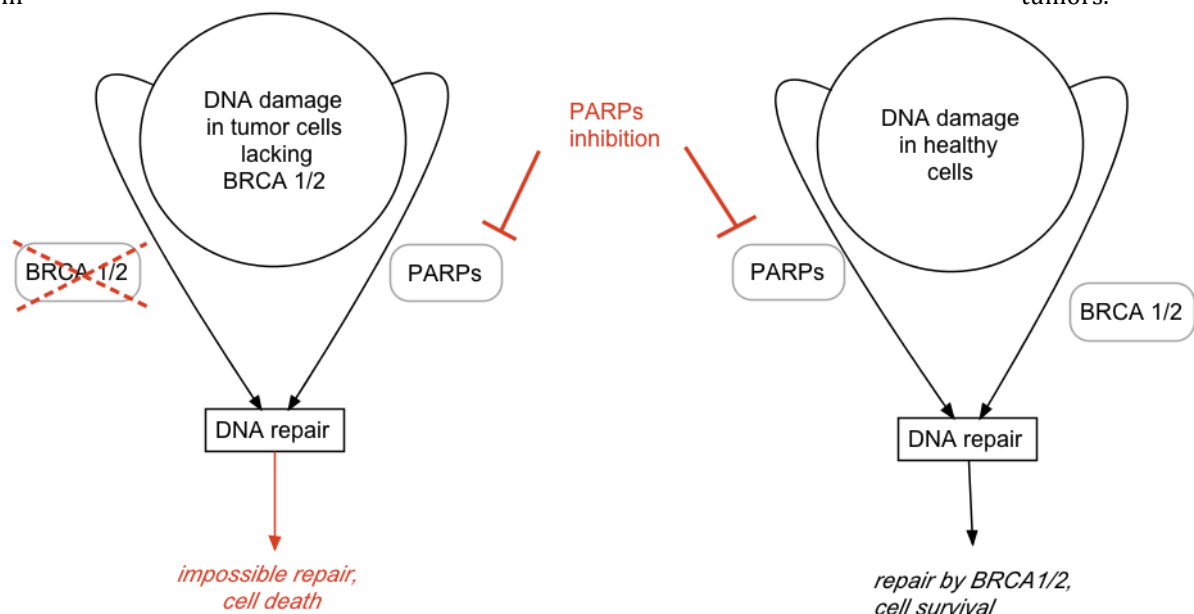 tumors.
DNA damage
in tumor cells
lacking
BRCA 1/2
PARPs
inhibition
DNA damage
in healthy
cells
BRCA 1/2
PARPs
PARPs
BRCA 1/2
DNA repair
DNA repair
impossible repair,
cell death
repair by BRCA1/2,
cell survival